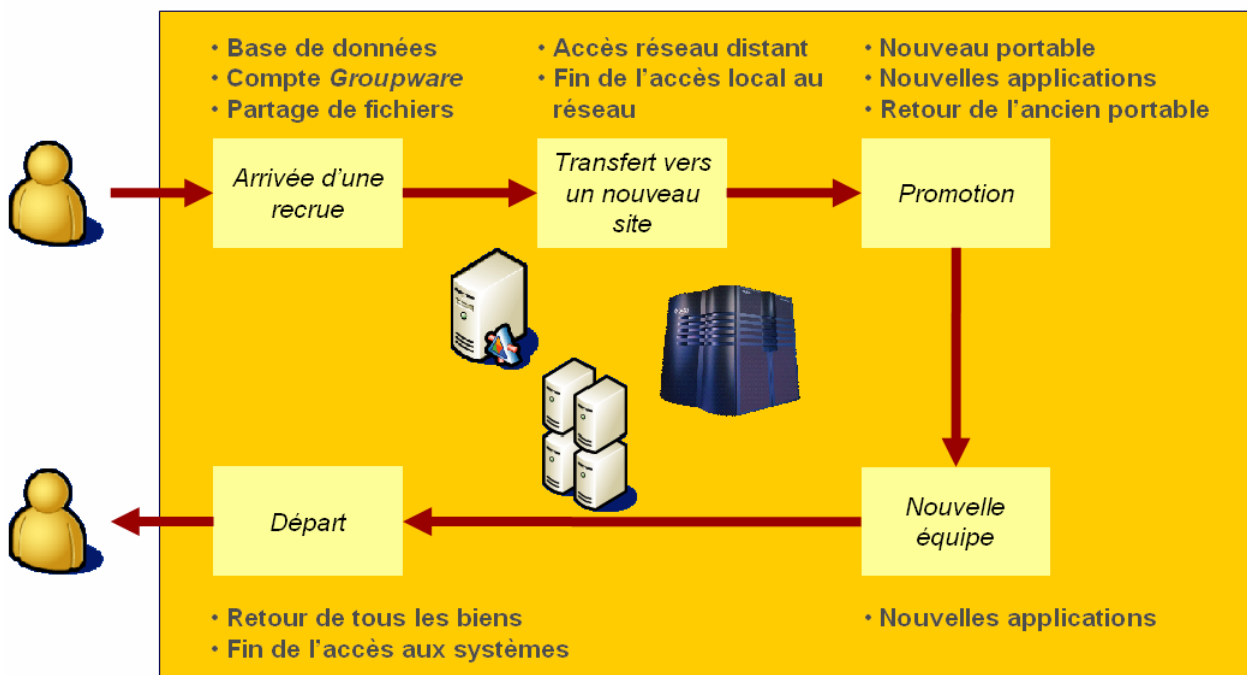 • Base de données
• Compte Groupware
• Partage de fichiers
• Accès réseau distant
• Fin de l'accès local au
réseau
• Nouveau portable
• Nouvelles applications
• Retour de l'ancien portable
Arrivée d'une
recrue
Transfert vers
un nouveau
site
Promotion
Départ
Nouvelle
équipe
• Retour de tous les biens
• Fin de l'accès aux systèmes
• Nouvelles applications